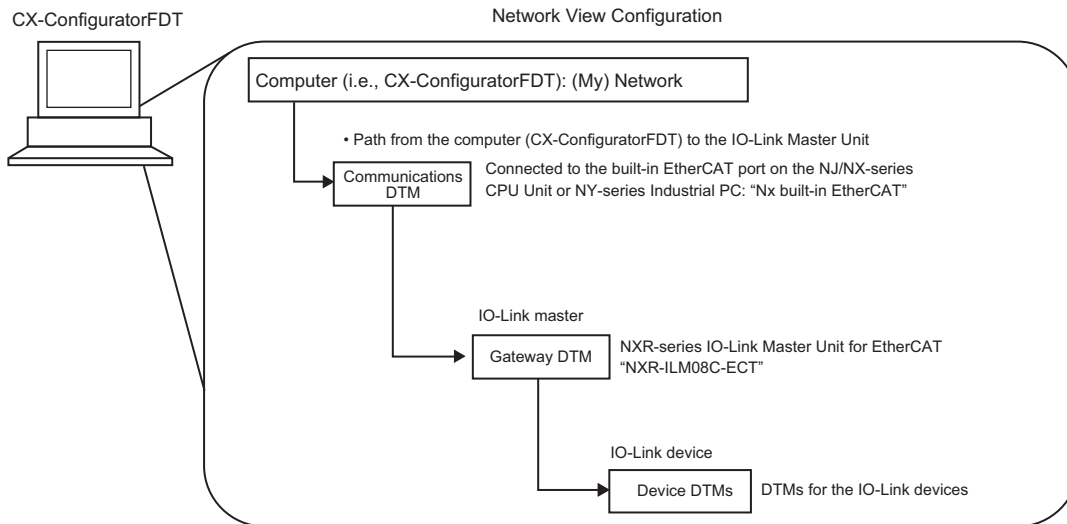 CX-ConfiguratorFDT
Network View Configuration
Computer (i.e., CX-ConfiguratorFDT): (My) Network
• Path from the computer (CX-ConfiguratorFDT) to the IO-Link Master Unit
Communications
DTM
Connected to the built-in EtherCAT port on the NJ/NX-series
CPU Unit or NY-series Industrial PC: “Nx built-in EtherCAT”
IO-Link master
Gateway DTM
NXR-series IO-Link Master Unit for EtherCAT
“NXR-ILM08C-ECT”
IO-Link device
Device DTMs
DTMs for the IO-Link devices